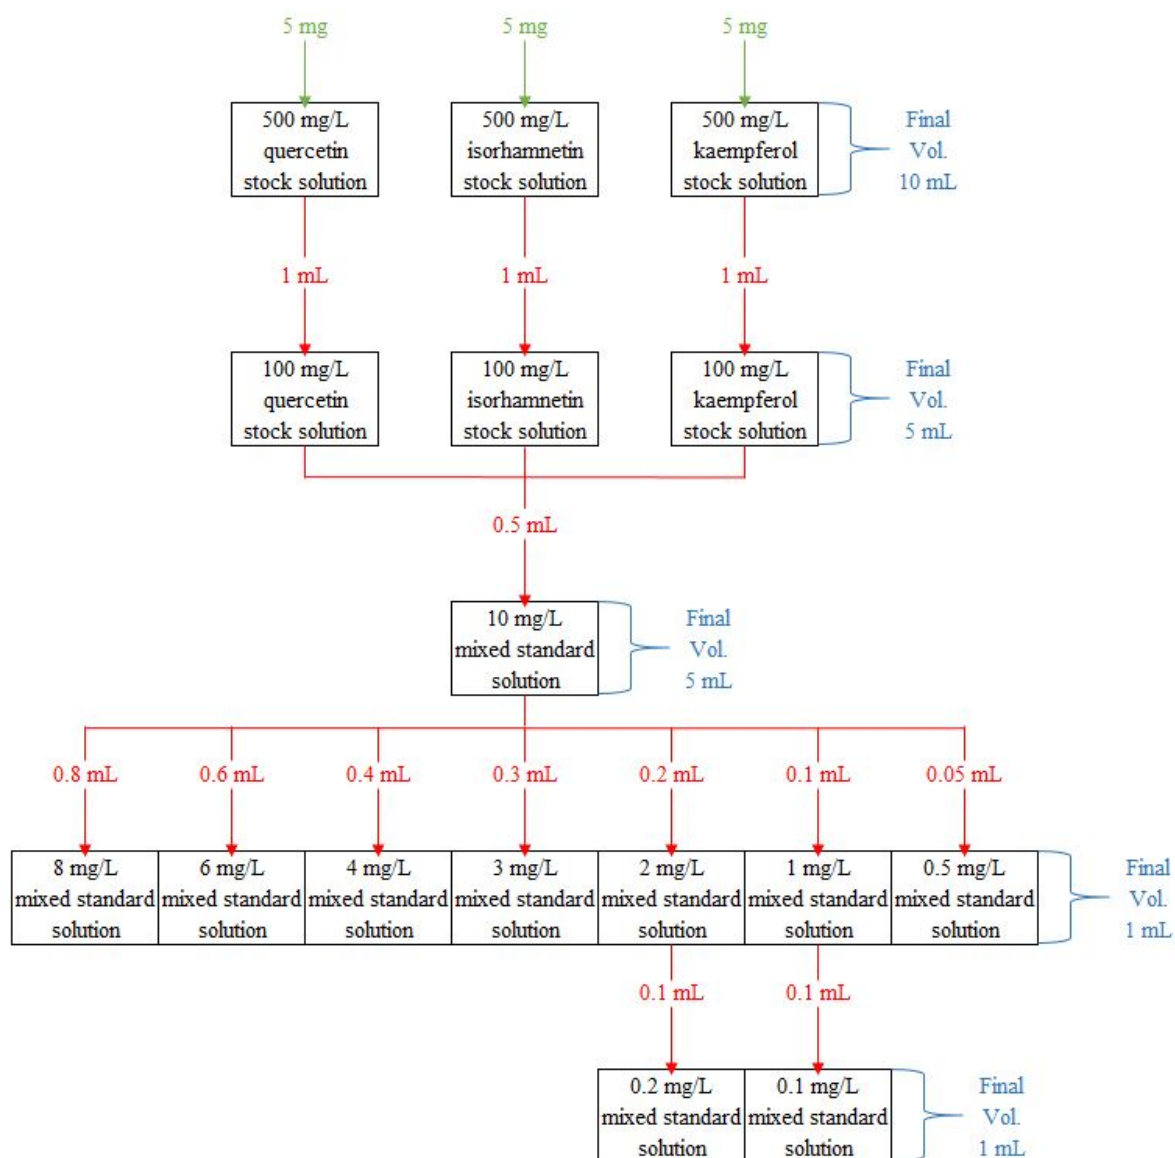 5 mg
5 mg
5 mg
500 mg/L
quercetin
stock solution
500 mg/L
isorhamnetin
stock solution
500 mg/L
kaempferol
stock solution
Final
Vol.
10 mL
1 mL
1 mL
1 mL
100 mg/L
quercetin
stock solution
100 mg/L
isorhamnetin
stock solution
100 mg/L
kaempferol
stock solution
Final
Vol.
5 mL
0.5 mL
10 mg/L
mixed standard
solution
Final
Vol.
5 mL
0.8 mL
0.6 mL
0.4 mL
0.3 mL
0.2 mL
0.1 mL
0.05 mL
8 mg/L
mixed standard
solution
6 mg/L
mixed standard
solution
4 mg/L
mixed standard
solution
3 mg/L
mixed standard
solution
2 mg/L
mixed standard
solution
1 mg/L
mixed standard
solution
0.5 mg/L
mixed standard
solution
Final
Vol.
1 mL
0.1 mL
0.1 mL
0.2 mg/L
mixed standard
solution
0.1 mg/L
mixed standard
solution
Final
Vol.
1 mL